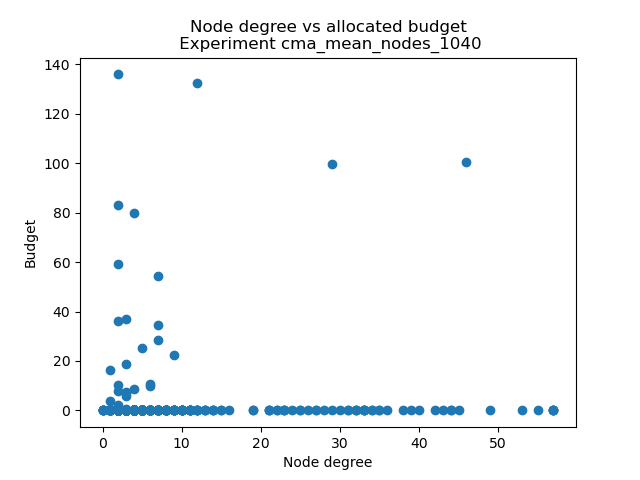 Node degree vs allocated budget
Experiment cma_mean_nodes_1040
140
120
100
80
60
40
20
0
Budget
0 10 20 30 40 50
Node degree